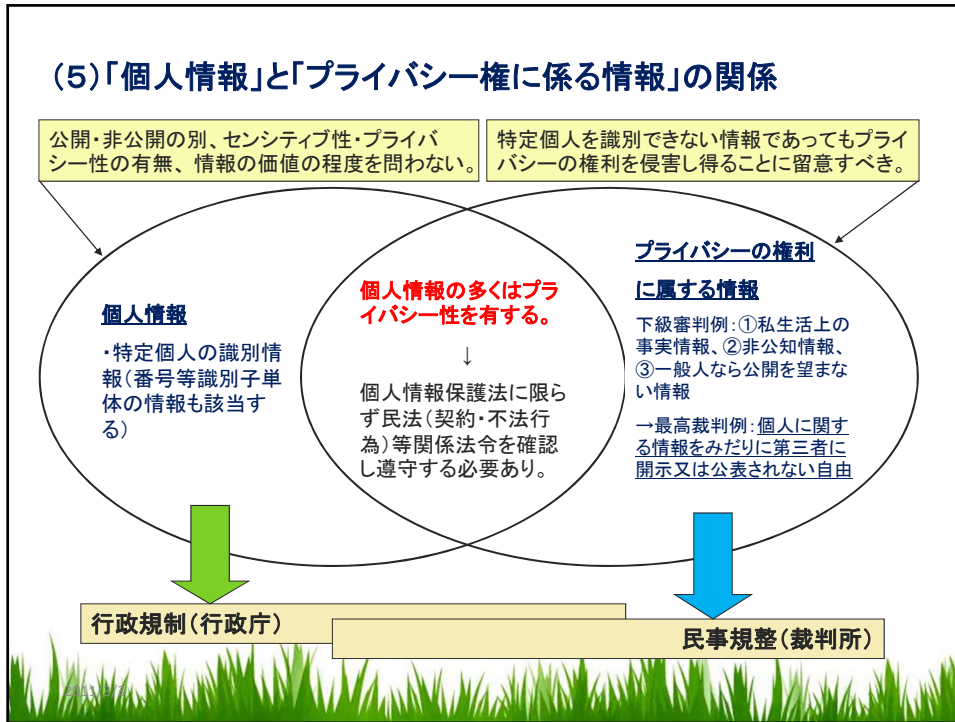 (5)「個人情報」と「プライバシー権に係る情報」の関係
公開・非公開の別、センシティブ性・プライバ
シー性の有無、情報の価値の程度を問わない。
特定個人を識別できない情報であってもプライ
バシーの権利を侵害し得ることに留意すべき。
個人情報
・特定個人の識別情
報(番号等識別子単
体の情報も該当す
る)
個人情報の多くはプラ
イバシー性を有する。
↓
個人情報保護法に限ら
ず民法(契約・不法行
為)等関係法令を確認
し遵守する必要あり。
プライバシーの権利
に属する情報
下級審判例:①私生活上の
事実情報、②非公知情報、
③一般人なら公開を望まな
い情報
→最高裁判例:個人に関す
る情報をみだりに第三者に
開示又は公表されない自由
行政規制(行政庁)
民事規整(裁判所)